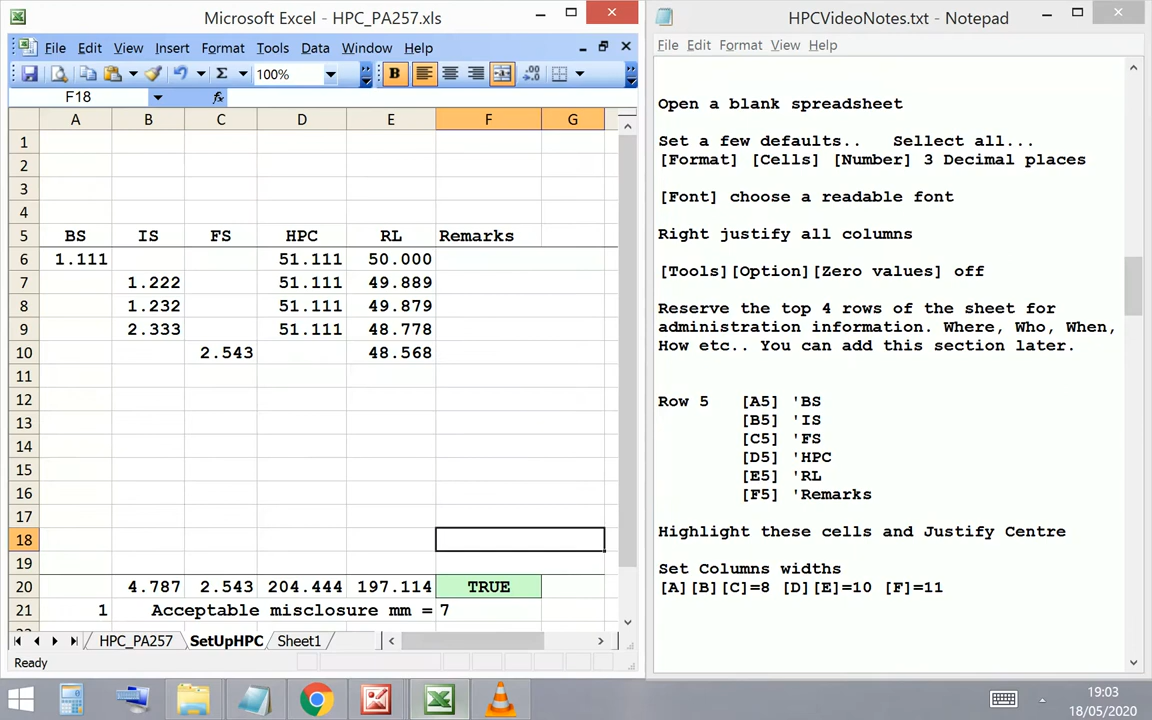 Microsoft Excel - HPC_PA257.xls
File Edit View Insert Format Tools Data Window Help
Σ 100% B .00
F18 fx
A B C D E F G
1
2
3
4
5 BS IS FS HPC RL Remarks
6 1.111 51.111 50.000
7 1.222 51.111 49.889
8 1.232 51.111 49.879
9 2.333 51.111 48.778
10 2.543 48.568
11
12
13
14
15
16
17
18
19
20 4.787 2.543 204.444 197.114 TRUE
21 1 Acceptable misclosure mm = 7
HPC_PA257 SetUpHPC Sheet1
Ready
HPCVideoNotes.txt - Notepad
File Edit Format View Help
Open a blank spreadsheet
Set a few defaults.. Sellect all...
[Format] [Cells] [Number] 3 Decimal places
[Font] choose a readable font
Right justify all columns
[Tools][Option][Zero values] off
Reserve the top 4 rows of the sheet for
administration information. Where, Who, When,
How etc.. You can add this section later.
Row 5 [A5] 'BS
[B5] 'IS
[C5] 'FS
[D5] 'HPC
[E5] 'RL
[F5] 'Remarks
Highlight these cells and Justify Centre
Set Columns widths
[A][B][C]=8 [D][E]=10 [F]=11
19:03
18/05/2020